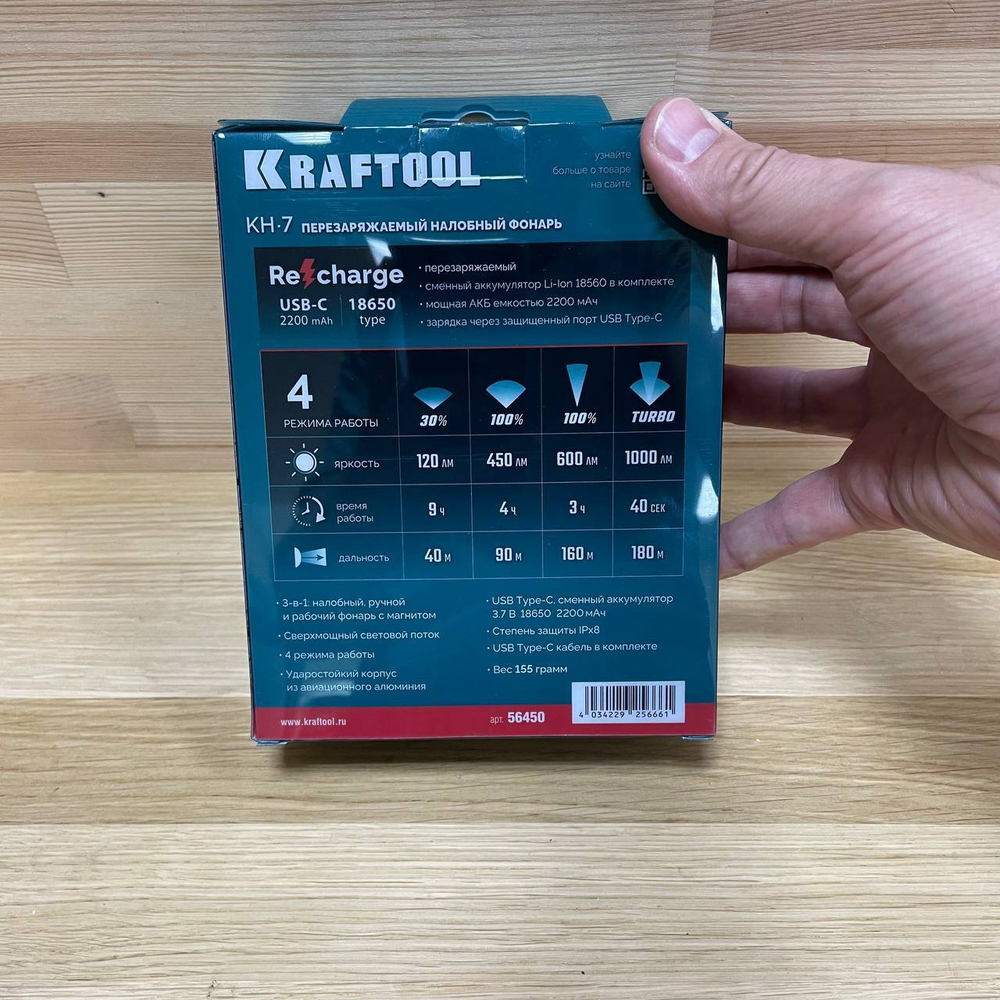 KRAFTOOL
узнайте
больше о товаре
на сайте
KH·7 ПЕРЕЗАРЯЖАЕМЫЙ НАЛОБНЫЙ ФОНАРЬ
Recharge
USB-C 18650
2200 mAh type
• перезаряжаемый
• сменный аккумулятор Li-Ion 18560 в комплекте
• мощная АКБ емкостью 2200 мАч
• зарядка через защищенный порт USB Type-C
4
РЕЖИМА РАБОТЫ
30% 100% 100% TURBO
яркость 120 ЛМ 450 ЛМ 600 ЛМ 1000 ЛМ
время
работы 9 Ч 4 Ч 3 Ч 40 СЕК
дальность 40 М 90 М 160 М 180 М
• 3-в-1: налобный, ручной
и рабочий фонарь с магнитом
• Сверхмощный световой поток
• 4 режима работы
• Ударостойкий корпус
из авиационного алюминия
• USB Type-C, сменный аккумулятор
3.7 В 18650 2200 мАч
• Степень защиты IPx8
• USB Type-C кабель в комплекте
• Вес 155 грамм
www.kraftool.ru
арт. 56450
4 034229 256661